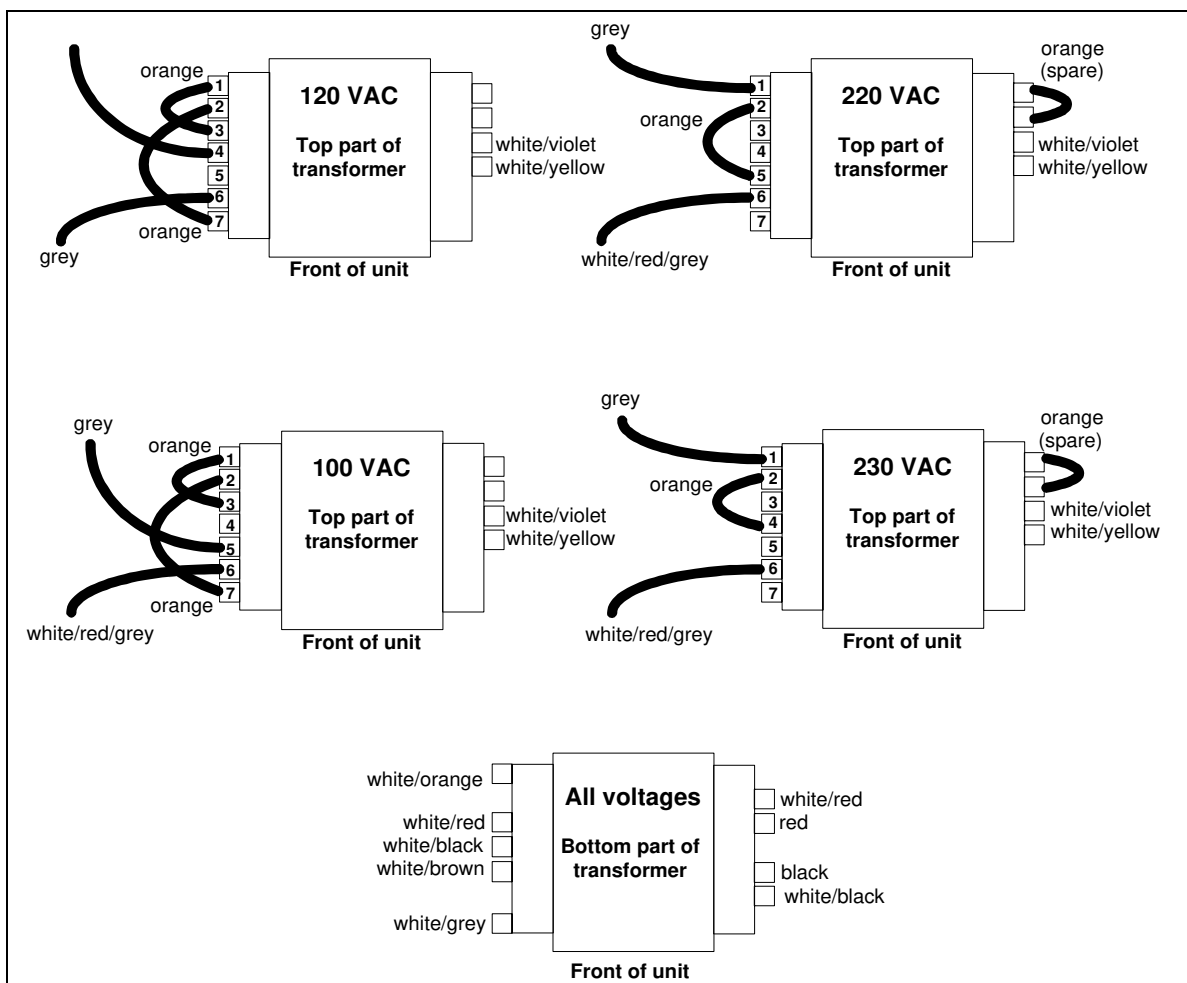 orange
1
2
3
4
5
6
7
grey
orange
120 VAC
Top part of
transformer
white/violet
white/yellow
Front of unit
grey
orange
1
2
3
4
5
6
7
white/red/grey
220 VAC
Top part of
transformer
orange
(spare)
white/violet
white/yellow
Front of unit
grey
orange
1
2
3
4
5
6
7
orange
white/red/grey
100 VAC
Top part of
transformer
white/violet
white/yellow
Front of unit
grey
orange
1
2
3
4
5
6
7
white/red/grey
230 VAC
Top part of
transformer
orange
(spare)
white/violet
white/yellow
Front of unit
white/orange
white/red
white/black
white/brown
white/grey
All voltages
Bottom part of
transformer
white/red
red
black
white/black
Front of unit